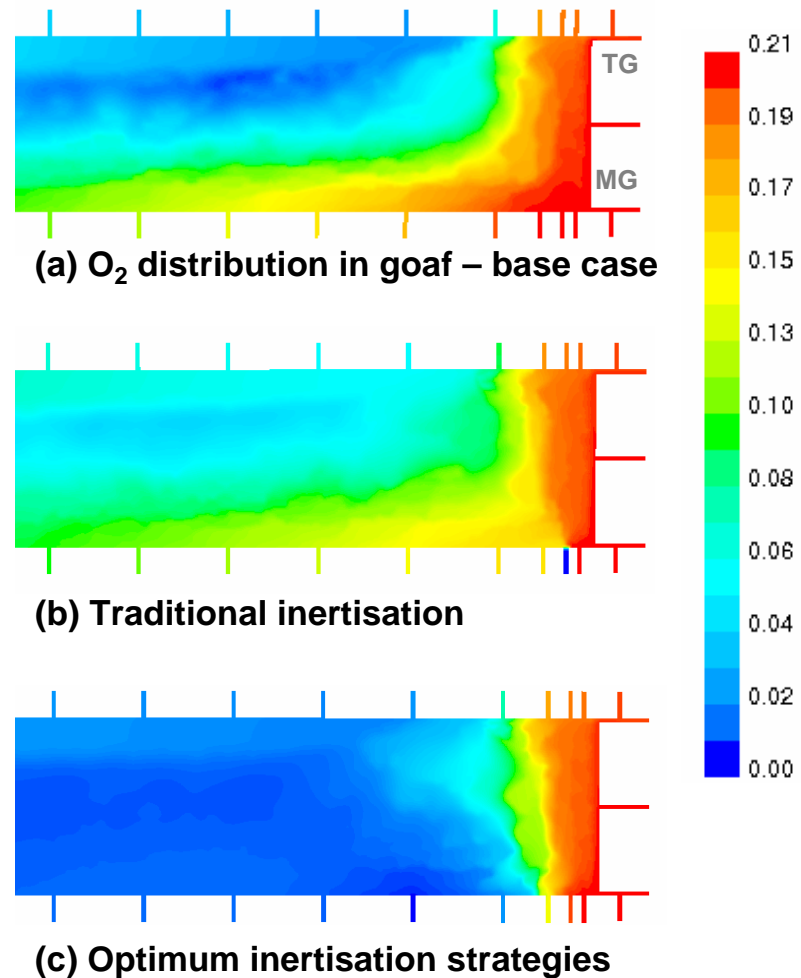 TG
MG
(a) O₂ distribution in goaf – base case
(b) Traditional inertisation
(c) Optimum inertisation strategies
0.21
0.19
0.17
0.15
0.13
0.10
0.08
0.06
0.04
0.02
0.00